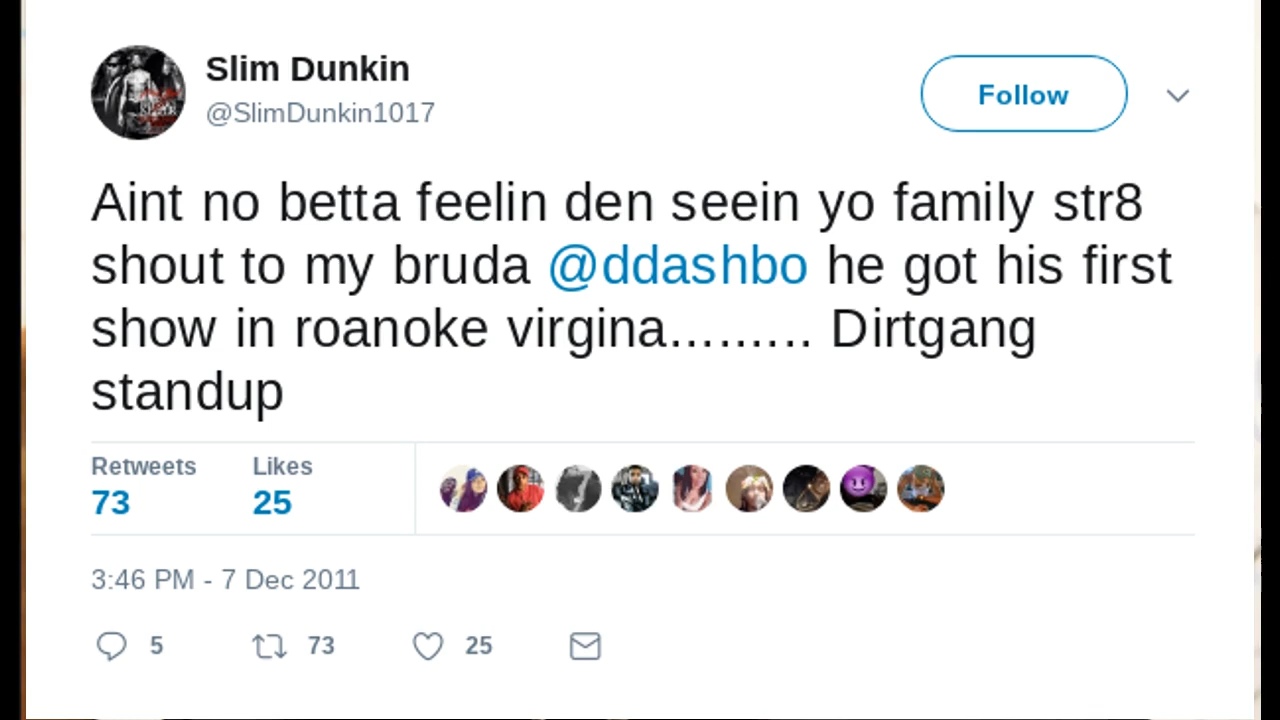 Slim Dunkin
@SlimDunkin1017
Follow
Aint no betta feelin den seein yo family str8
shout to my bruda @ddashbo he got his first
show in roanoke virgina.......... Dirtgang
standup
Retweets Likes
73 25
3:46 PM - 7 Dec 2011
5 73 25